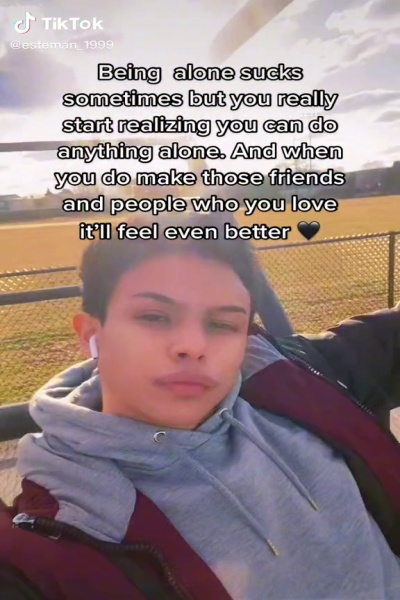 TikTok
@esteman_1999
Being alone sucks
sometimes but you really
start realizing you can do
anything alone. And when
you do make those friends
and people who you love
it'll feel even better 🖤